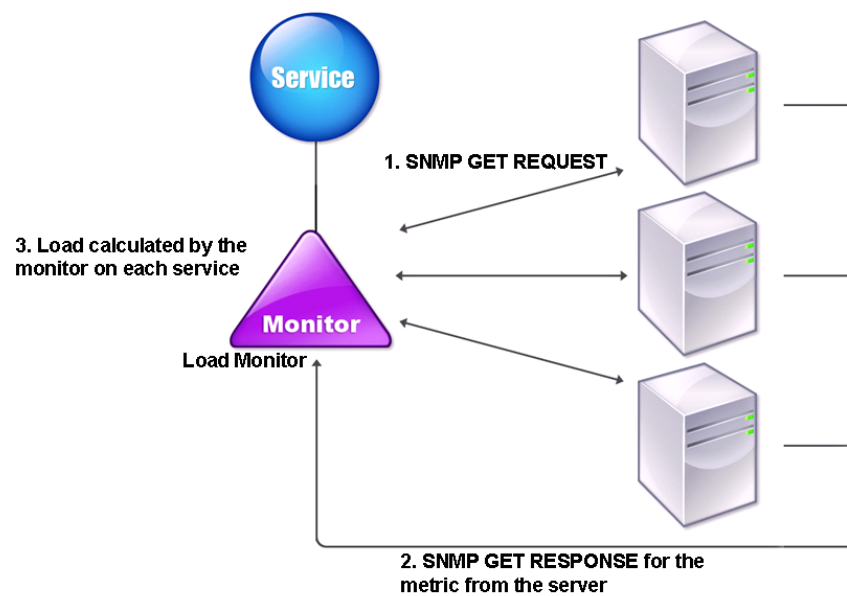 Service
1. SNMP GET REQUEST
3. Load calculated by the
monitor on each service
Monitor
Load Monitor
2. SNMP GET RESPONSE for the
metric from the server